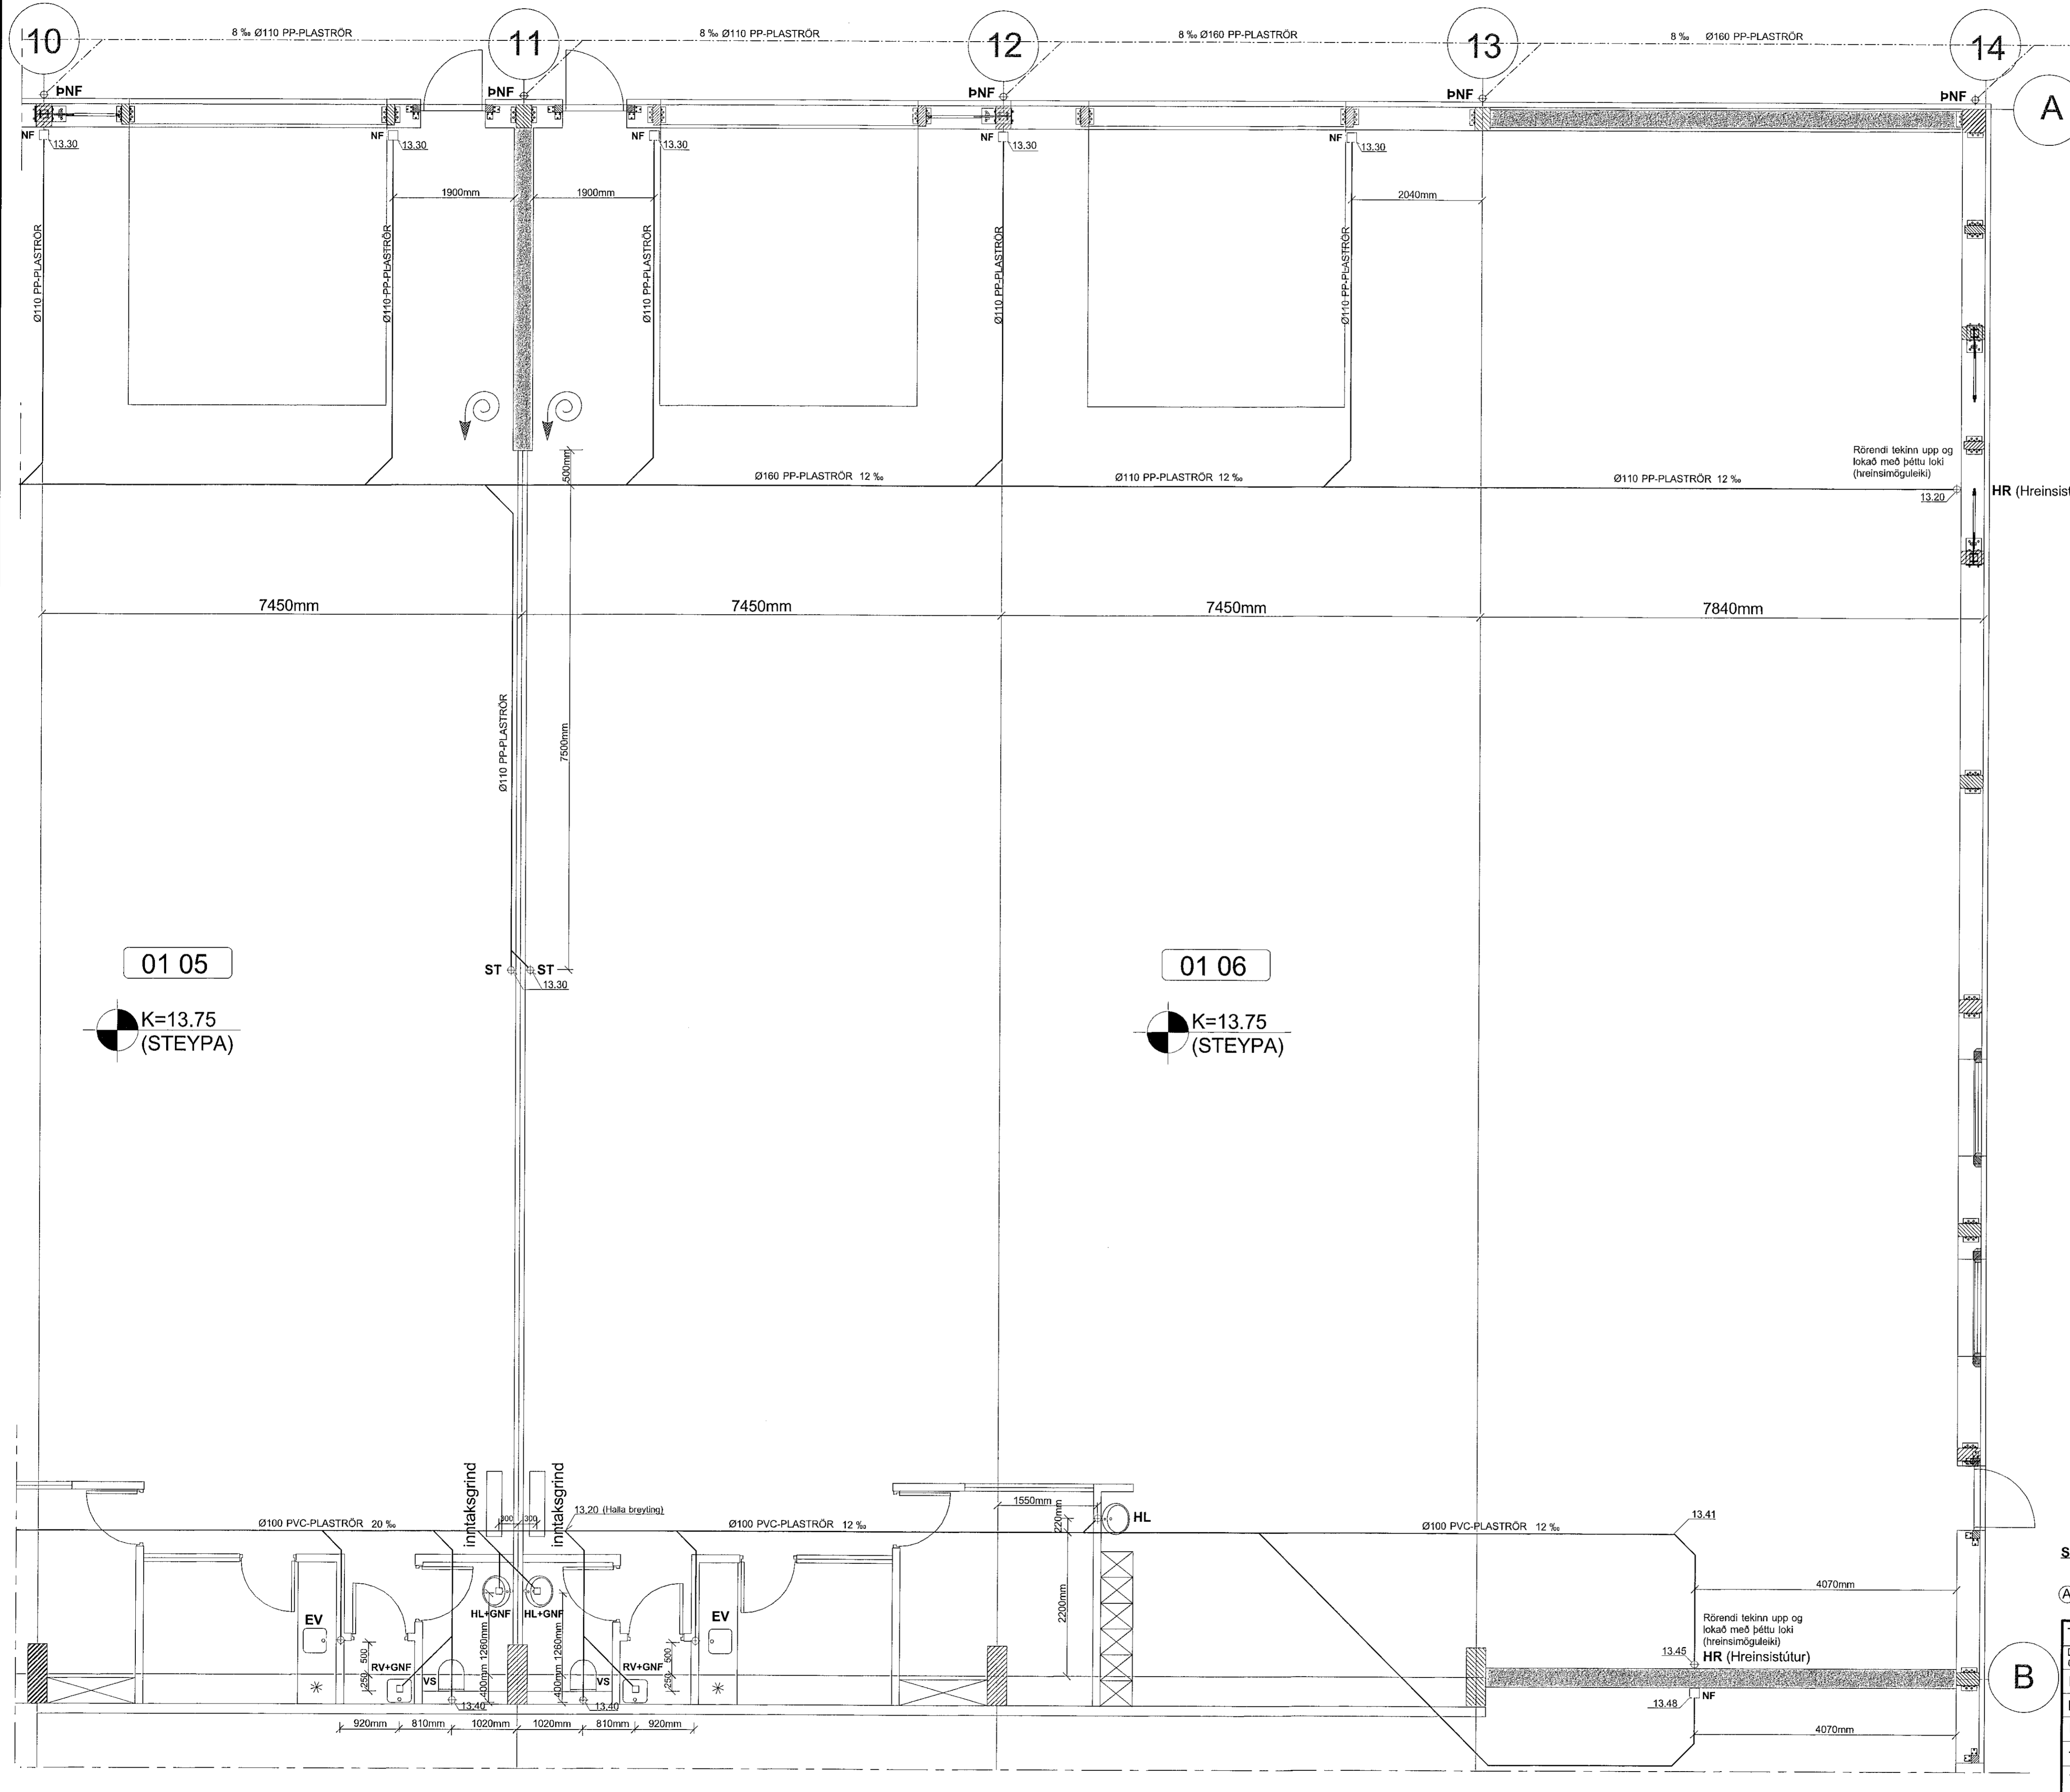 10
11
12
13
14
A
8 ‰ Ø110 PP-PLASTRÖR
8 ‰ Ø110 PP-PLASTRÖR
8 ‰ Ø160 PP-PLASTRÖR
8 ‰ Ø160 PP-PLASTRÖR
ÞNF
ÞNF
ÞNF
ÞNF
ÞNF
NF
13.30
NF
13.30
NF
13.30
NF
13.30
NF
13.30
1900mm
1900mm
2040mm
Ø110 PP-PLASTRÖR
Ø110 PP-PLASTRÖR
Ø110 PP-PLASTRÖR
Ø110 PP-PLASTRÖR
Ø110 PP-PLASTRÖR
500mm
Ø160 PP-PLASTRÖR 12 ‰
Ø110 PP-PLASTRÖR 12 ‰
Ø110 PP-PLASTRÖR 12 ‰
Rörendi tekinn upp og
lokað með þéttu loki
(hreinsimöguleiki)
13.20
HR (Hreinsist
7450mm
7450mm
7450mm
7840mm
Ø110 PP-PLASTRÖR
7500mm
01 05
K=13.75
(STEYPA)
ST
ST
13.30
01 06
K=13.75
(STEYPA)
inntaksgrind
inntaksgrind
300
300
13.20 (Halla breyting)
Ø100 PVC-PLASTRÖR 20 ‰
Ø100 PVC-PLASTRÖR 12 ‰
1550mm
220mm
HL
Ø100 PVC-PLASTRÖR 12 ‰
13.41
2200mm
4070mm
EV
HL+GNF
HL+GNF
EV
RV+GNF
VS
VS
RV+GNF
250
500
400mm
1260mm
400mm
1260mm
250
500
13.40
13.40
920mm
810mm
1020mm
1020mm
810mm
920mm
Rörendi tekinn upp og
lokað með þéttu loki
(hreinsimöguleiki)
13.45
HR (Hreinsistútur)
NF
13.48
4070mm
B
S
A